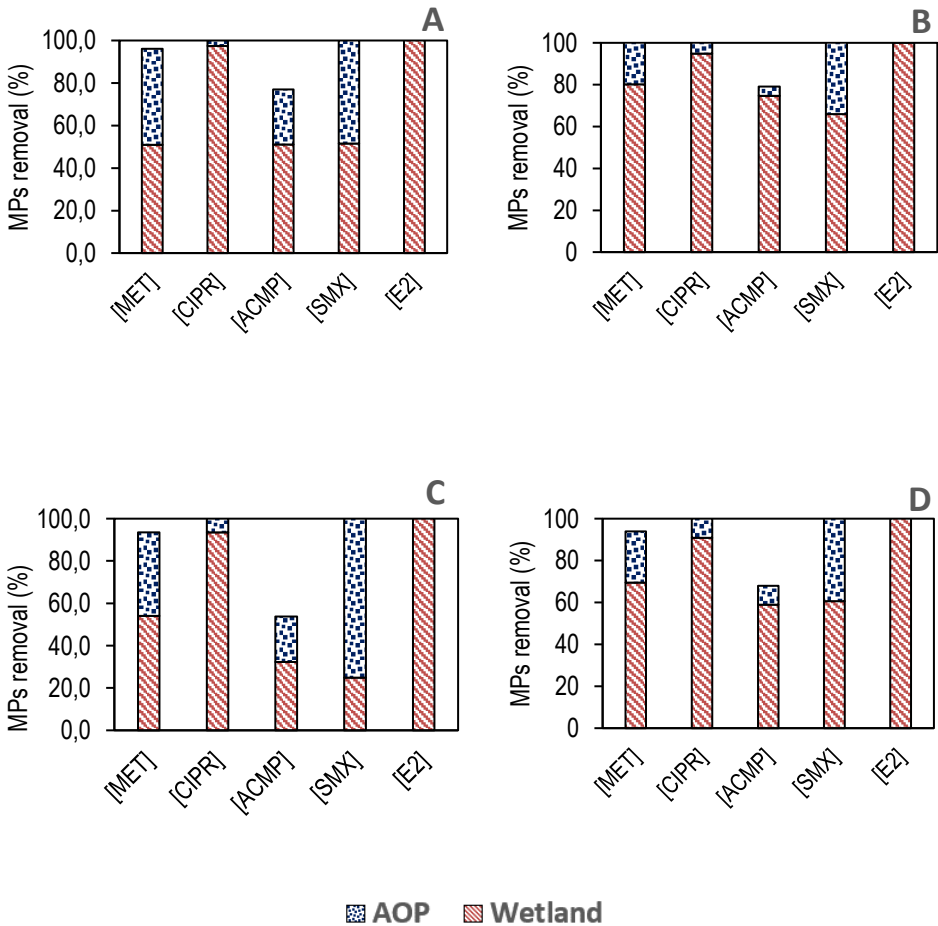 A
MPs removal (%)
100,0
80,0
60,0
40,0
20,0
0,0
[MET]
[CIPR]
[ACMP]
[SMX]
[E2]
B
MPs removal (%)
100
80
60
40
20
0
[MET]
[CIPR]
[ACMP]
[SMX]
[E2]
C
MPs removal (%)
100,0
80,0
60,0
40,0
20,0
0,0
[MET]
[CIPR]
[ACMP]
[SMX]
[E2]
D
MPs removal (%)
100
80
60
40
20
0
[MET]
[CIPR]
[ACMP]
[SMX]
[E2]
AOP
Wetland